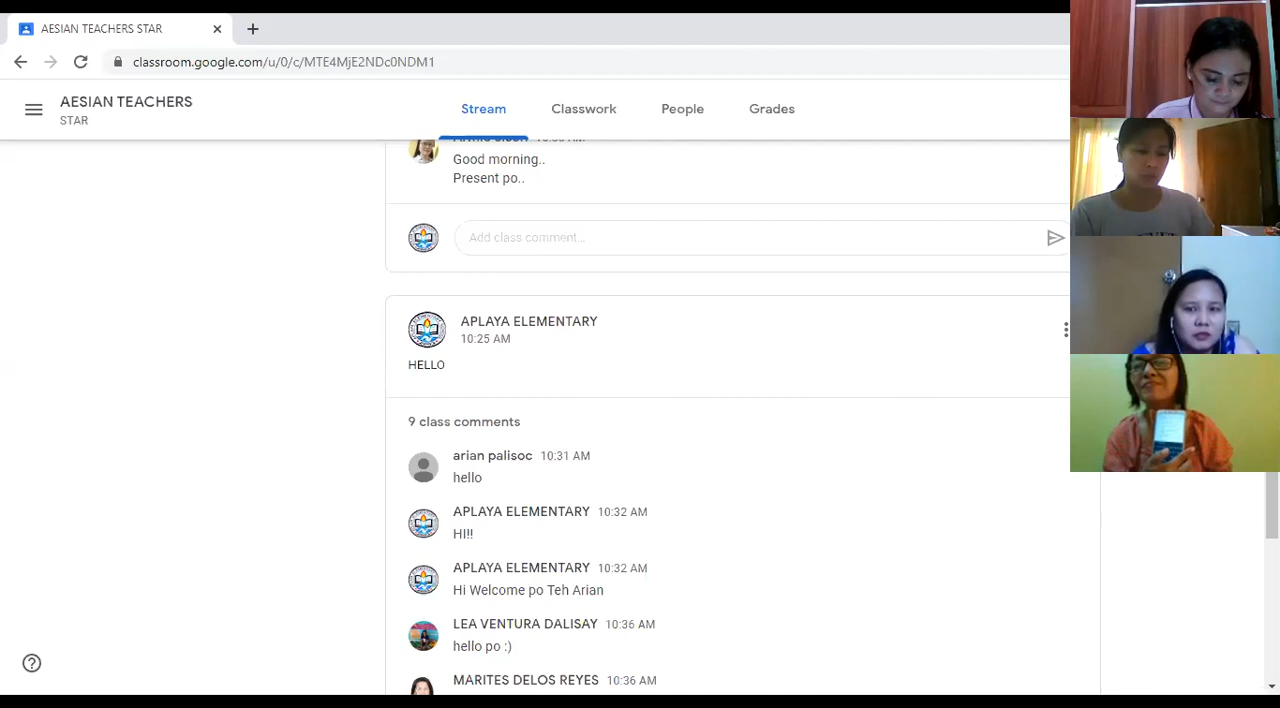 AESIAN TEACHERS STAR
classroom.google.com/u/0/c/MTE4MjE2NDc0NDM1
AESIAN TEACHERS
STAR
Stream
Classwork
People
Grades
Good morning..
Present po..
Add class comment...
APLAYA ELEMENTARY
10:25 AM
HELLO
9 class comments
arian palisoc 10:31 AM
hello
APLAYA ELEMENTARY 10:32 AM
HI!!
APLAYA ELEMENTARY 10:32 AM
Hi Welcome po Teh Arian
LEA VENTURA DALISAY 10:36 AM
hello po :)
MARITES DELOS REYES 10:36 AM